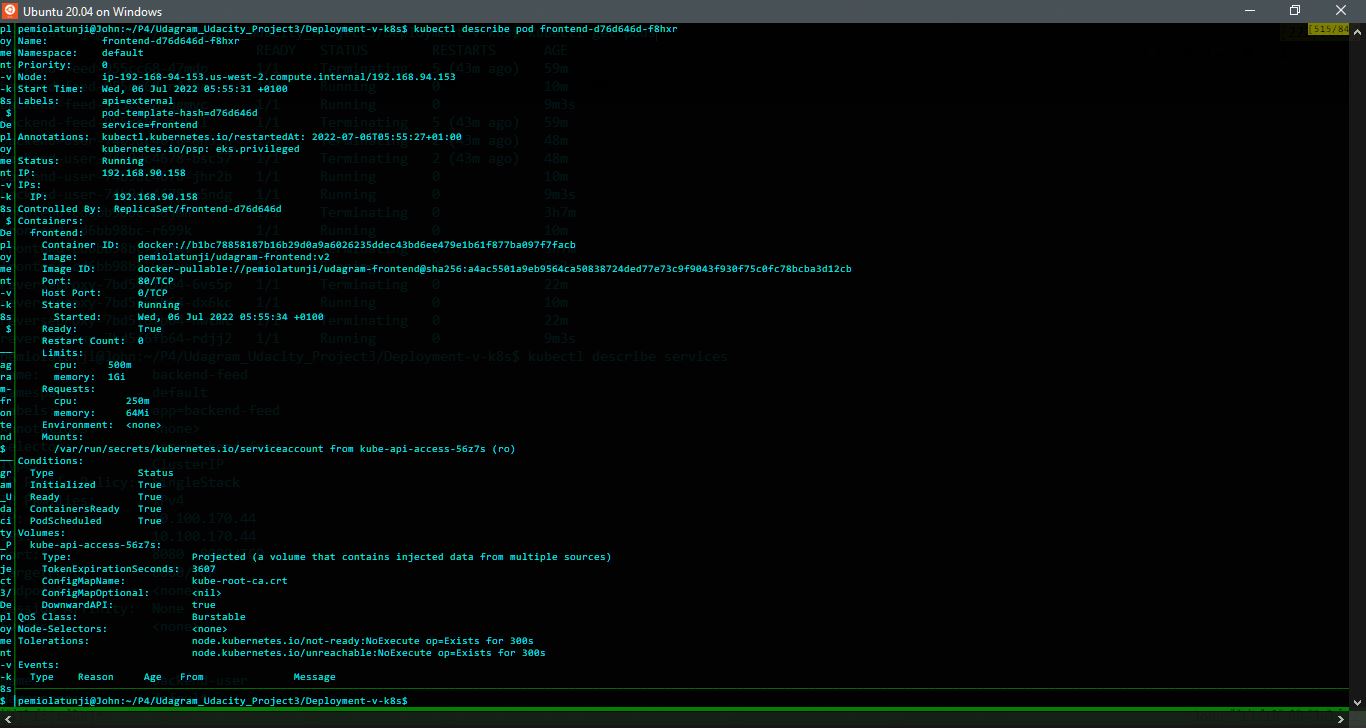 Ubuntu 20.04 on Windows
pemiolatunji@John:~/P4/Udagram_Udacity_Project3/Deployment-v-k8s$ kubectl describe pod frontend-d76d646d-f8hxr
[515/84
Name: frontend-d76d646d-f8hxr
Namespace: default
Priority: 0
Node: ip-192-168-94-153.us-west-2.compute.internal/192.168.94.153
Start Time: Wed, 06 Jul 2022 05:55:31 +0100
Labels: api=external
pod-template-hash=d76d646d
service=frontend
Annotations: kubectl.kubernetes.io/restartedAt: 2022-07-06T05:55:27+01:00
kubernetes.io/psp: eks.privileged
Status: Running
IP: 192.168.90.158
IPs:
IP: 192.168.90.158
Controlled By: ReplicaSet/frontend-d76d646d
Containers:
frontend:
Container ID: docker://b1bc78858187b16b29d0a9a6026235ddec43bd6ee479e1b61f877ba097f7facb
Image: pemiolatunji/udagram-frontend:v2
Image ID: docker-pullable://pemiolatunji/udagram-frontend@sha256:a4ac5501a9eb9564ca50838724ded77e73c9f9043f930f75c0fc78bcba3d12cb
Port: 80/TCP
Host Port: 0/TCP
State: Running
Started: Wed, 06 Jul 2022 05:55:34 +0100
Ready: True
Restart Count: 0
Limits:
cpu: 500m
memory: 1Gi
Requests:
cpu: 250m
memory: 64Mi
Environment: <none>
Mounts:
/var/run/secrets/kubernetes.io/serviceaccount from kube-api-access-56z7s (ro)
Conditions:
Type Status
Initialized True
Ready True
ContainersReady True
PodScheduled True
Volumes:
kube-api-access-56z7s:
Type: Projected (a volume that contains injected data from multiple sources)
TokenExpirationSeconds: 3607
ConfigMapName: kube-root-ca.crt
ConfigMapOptional: <nil>
DownwardAPI: true
QoS Class: Burstable
Node-Selectors: <none>
Tolerations: node.kubernetes.io/not-ready:NoExecute op=Exists for 300s
node.kubernetes.io/unreachable:NoExecute op=Exists for 300s
Events:
Type Reason Age From Message
pemiolatunji@John:~/P4/Udagram_Udacity_Project3/Deployment-v-k8s$